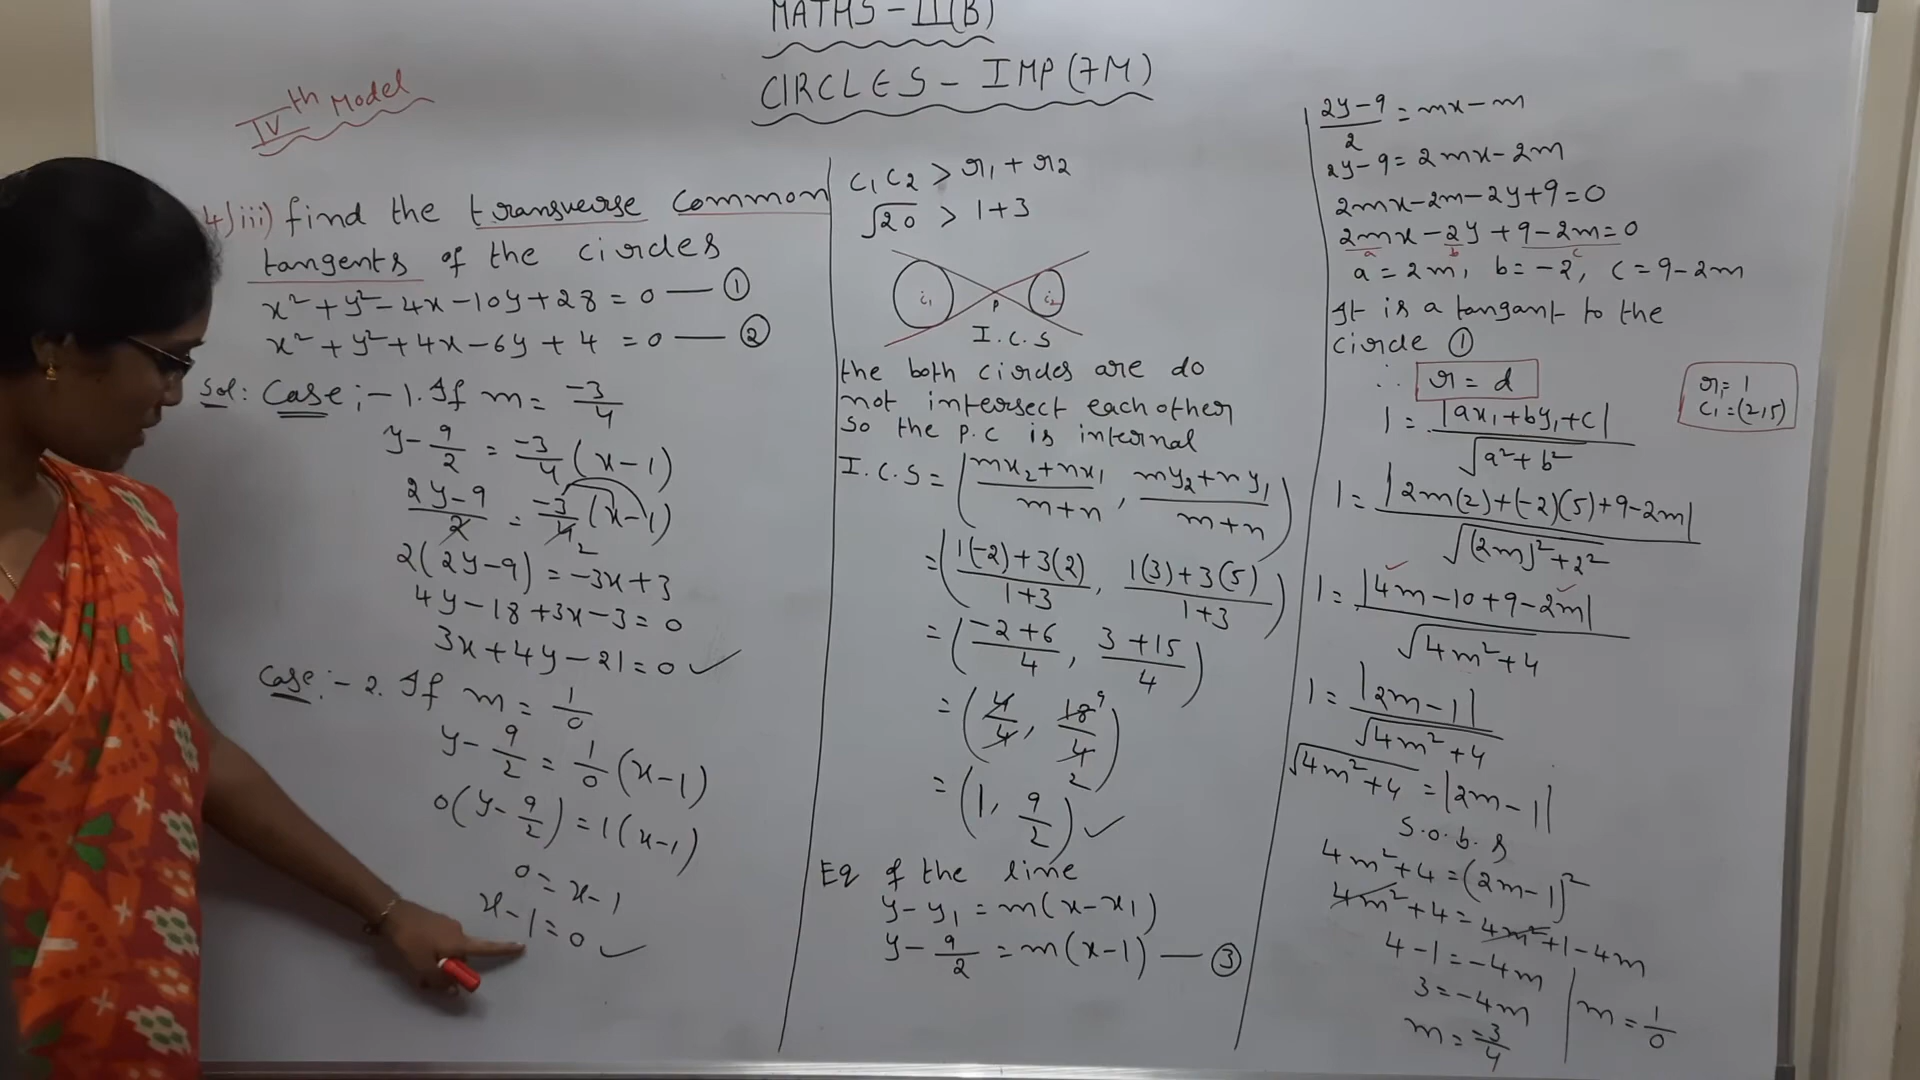 MATHS - II(B)
CIRCLES - IMP (7M)
IVth Model
4)iii) find the transverse common
tangents of the circles
x² + y² - 4x - 10y + 28 = 0 — ①
x² + y² + 4x - 6y + 4 = 0 — ②
Sol: Case:- 1. If m = -3/4
y - 9/2 = -3/4 (x - 1)
2y - 9/2 = -3/4 (x - 1)
2
2(2y - 9) = -3x + 3
4y - 18 + 3x - 3 = 0
3x + 4y - 21 = 0 ✓
Case:- 2. If m = 1/0
y - 9/2 = 1/0 (x - 1)
0(y - 9/2) = 1(x - 1)
0 = x - 1
x - 1 = 0 ✓
C₁C₂ > r₁ + r₂
√20 > 1 + 3
C₁ P C₂
I.C.S
the both circles are do
not intersect each other
So the P.C is internal
I.C.S = (mx₂ + nx₁ / m + n, my₂ + ny₁ / m + n)
= (1(-2) + 3(2) / 1 + 3, 1(3) + 3(5) / 1 + 3)
= (-2 + 6 / 4, 3 + 15 / 4)
= (4/4, 18/4)
9
2
= (1, 9/2) ✓
Eq of the line
y - y₁ = m(x - x₁)
y - 9/2 = m(x - 1) — ③
2y - 9/2 = mx - m
2y - 9 = 2mx - 2m
2mx - 2m - 2y + 9 = 0
2mx - 2y + 9 - 2m = 0
a b c
a = 2m, b = -2, c = 9 - 2m
It is a tangant to the
circle ①
∴ r = d
r₁ = 1
C₁ = (2,5)
1 = |ax₁ + by₁ + c| / √a² + b²
1 = |2m(2) + (-2)(5) + 9 - 2m| / √(2m)² + 2²
1 = |4m - 10 + 9 - 2m| / √4m² + 4
1 = |2m - 1| / √4m² + 4
√4m² + 4 = |2m - 1|
S.o.b.s
4m² + 4 = (2m - 1)²
4m² + 4 = 4m² + 1 - 4m
4 - 1 = -4m
3 = -4m
m = -3/4
m = 1/0